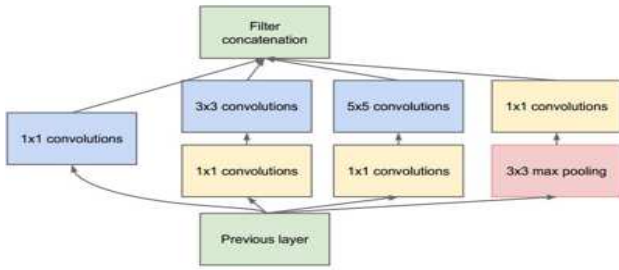 Filter
concatenation
3x3 convolutions
5x5 convolutions
1x1 convolutions
1x1 convolutions
1x1 convolutions
1x1 convolutions
3x3 max pooling
Previous layer